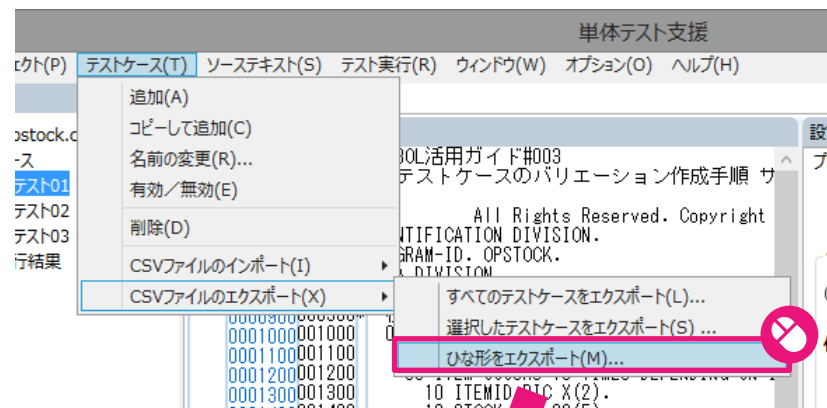 単体テスト支援
ェクト(P) テストケース(T) ソーステキスト(S) テスト実行(R) ウィンドウ(W) オプション(O) ヘルプ(H)
追加(A)
コピーして追加(C)
名前の変更(R)...
有効／無効(E)
削除(D)
CSVファイルのインポート(I)
CSVファイルのエクスポート(X)
すべてのテストケースをエクスポート(L)...
選択したテストケースをエクスポート(S) ...
ひな形をエクスポート(M)...
pstock.c
ース
テスト01
テスト02
テスト03
行結果
OL活用ガイド#003
テストケースのバリエーション作成手順 サ
All Rights Reserved. Copyright
NTIFICATION DIVISION.
GRAM-ID. OPSTOCK.
DIVISION
設
プ
0001000001000
0001100001100
0001200001200
0001300001300
10 ITEMID PIC X(2).